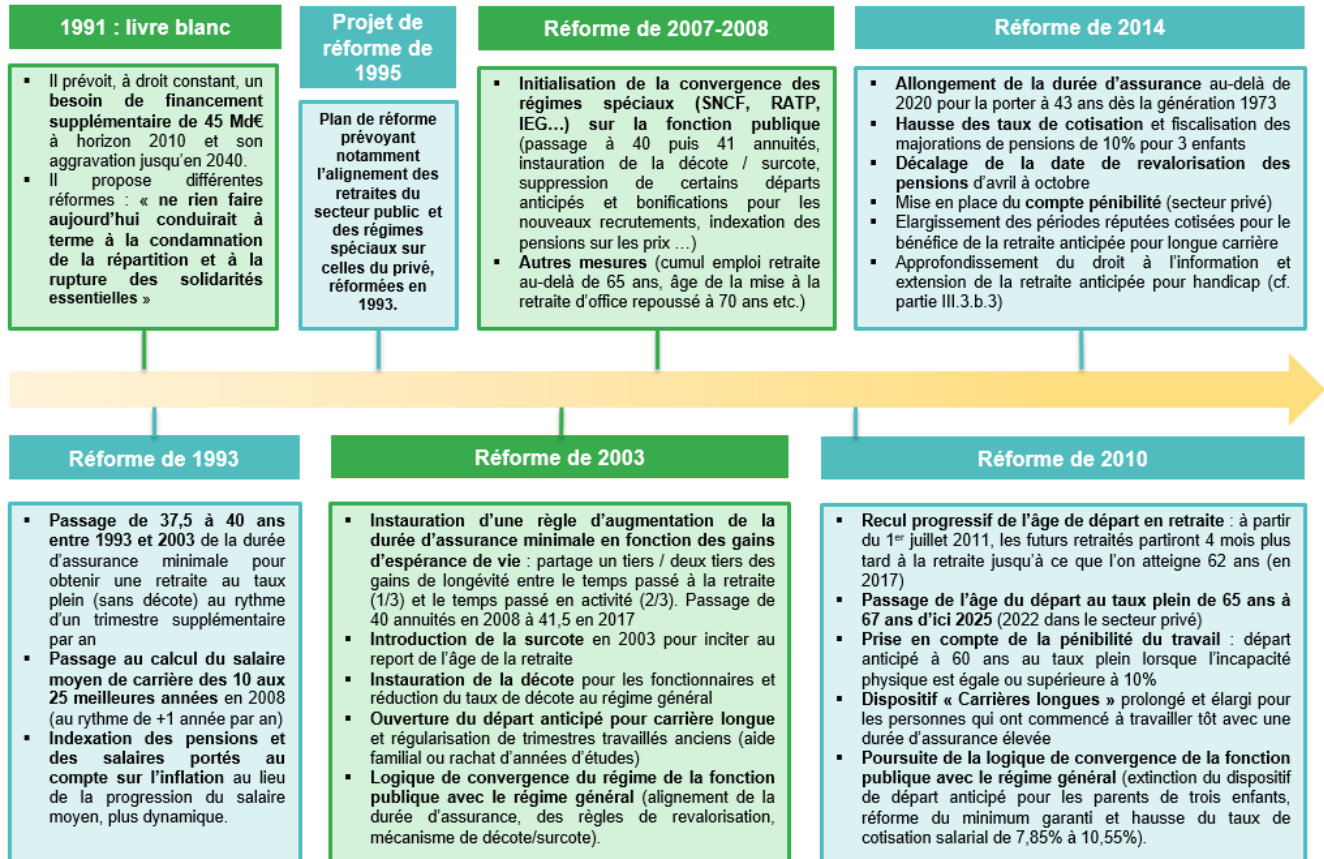 1991 : livre blanc
▪ Il prévoit, à droit constant, un
besoin de financement
supplémentaire de 45 Md€
à horizon 2010 et son
aggravation jusqu'en 2040.
▪ Il propose différentes
réformes : « ne rien faire
aujourd'hui conduirait à
terme à la condamnation
de la répartition et à la
rupture des solidarités
essentielles »
Projet de
réforme de
1995
Plan de réforme
prévoyant
notamment
l'alignement des
retraites du
secteur public et
des régimes
spéciaux sur
celles du privé,
réformées en
1993.
Réforme de 2007-2008
▪ Initialisation de la convergence des
régimes spéciaux (SNCF, RATP,
IEG…) sur la fonction publique
(passage à 40 puis 41 annuités,
instauration de la décote / surcote,
suppression de certains départs
anticipés et bonifications pour les
nouveaux recrutements, indexation des
pensions sur les prix …)
▪ Autres mesures (cumul emploi retraite
au-delà de 65 ans, âge de la mise à la
retraite d'office repoussé à 70 ans etc.)
Réforme de 2014
▪ Allongement de la durée d'assurance au-delà de
2020 pour la porter à 43 ans dès la génération 1973
▪ Hausse des taux de cotisation et fiscalisation des
majorations de pensions de 10% pour 3 enfants
▪ Décalage de la date de revalorisation des
pensions d'avril à octobre
▪ Mise en place du compte pénibilité (secteur privé)
▪ Elargissement des périodes réputées cotisées pour le
bénéfice de la retraite anticipée pour longue carrière
▪ Approfondissement du droit à l'information et
extension de la retraite anticipée pour handicap (cf.
partie III.3.b.3)
Réforme de 1993
▪ Passage de 37,5 à 40 ans
entre 1993 et 2003 de la durée
d'assurance minimale pour
obtenir une retraite au taux
plein (sans décote) au rythme
d'un trimestre supplémentaire
par an
▪ Passage au calcul du salaire
moyen de carrière des 10 aux
25 meilleures années en 2008
(au rythme de +1 année par an)
▪ Indexation des pensions et
des salaires portés au
compte sur l'inflation au lieu
de la progression du salaire
moyen, plus dynamique.
Réforme de 2003
▪ Instauration d'une règle d'augmentation de la
durée d'assurance minimale en fonction des gains
d'espérance de vie : partage un tiers / deux tiers des
gains de longévité entre le temps passé à la retraite
(1/3) et le temps passé en activité (2/3). Passage de
40 annuités en 2008 à 41,5 en 2017
▪ Introduction de la surcote en 2003 pour inciter au
report de l'âge de la retraite
▪ Instauration de la décote pour les fonctionnaires et
réduction du taux de décote au régime général
▪ Ouverture du départ anticipé pour carrière longue
et régularisation de trimestres travaillés anciens (aide
familial ou rachat d'années d'études)
▪ Logique de convergence du régime de la fonction
publique avec le régime général (alignement de la
durée d'assurance, des règles de revalorisation,
mécanisme de décote/surcote).
Réforme de 2010
▪ Recul progressif de l'âge de départ en retraite : à partir
du 1er juillet 2011, les futurs retraités partiront 4 mois plus
tard à la retraite jusqu'à ce que l'on atteigne 62 ans (en
2017)
▪ Passage de l'âge du départ au taux plein de 65 ans à
67 ans d'ici 2025 (2022 dans le secteur privé)
▪ Prise en compte de la pénibilité du travail : départ
anticipé à 60 ans au taux plein lorsque l'incapacité
physique est égale ou supérieure à 10%
▪ Dispositif « Carrières longues » prolongé et élargi pour
les personnes qui ont commencé à travailler tôt avec une
durée d'assurance élevée
▪ Poursuite de la logique de convergence de la fonction
publique avec le régime général (extinction du dispositif
de départ anticipé pour les parents de trois enfants,
réforme du minimum garanti et hausse du taux de
cotisation salarial de 7,85% à 10,55%).